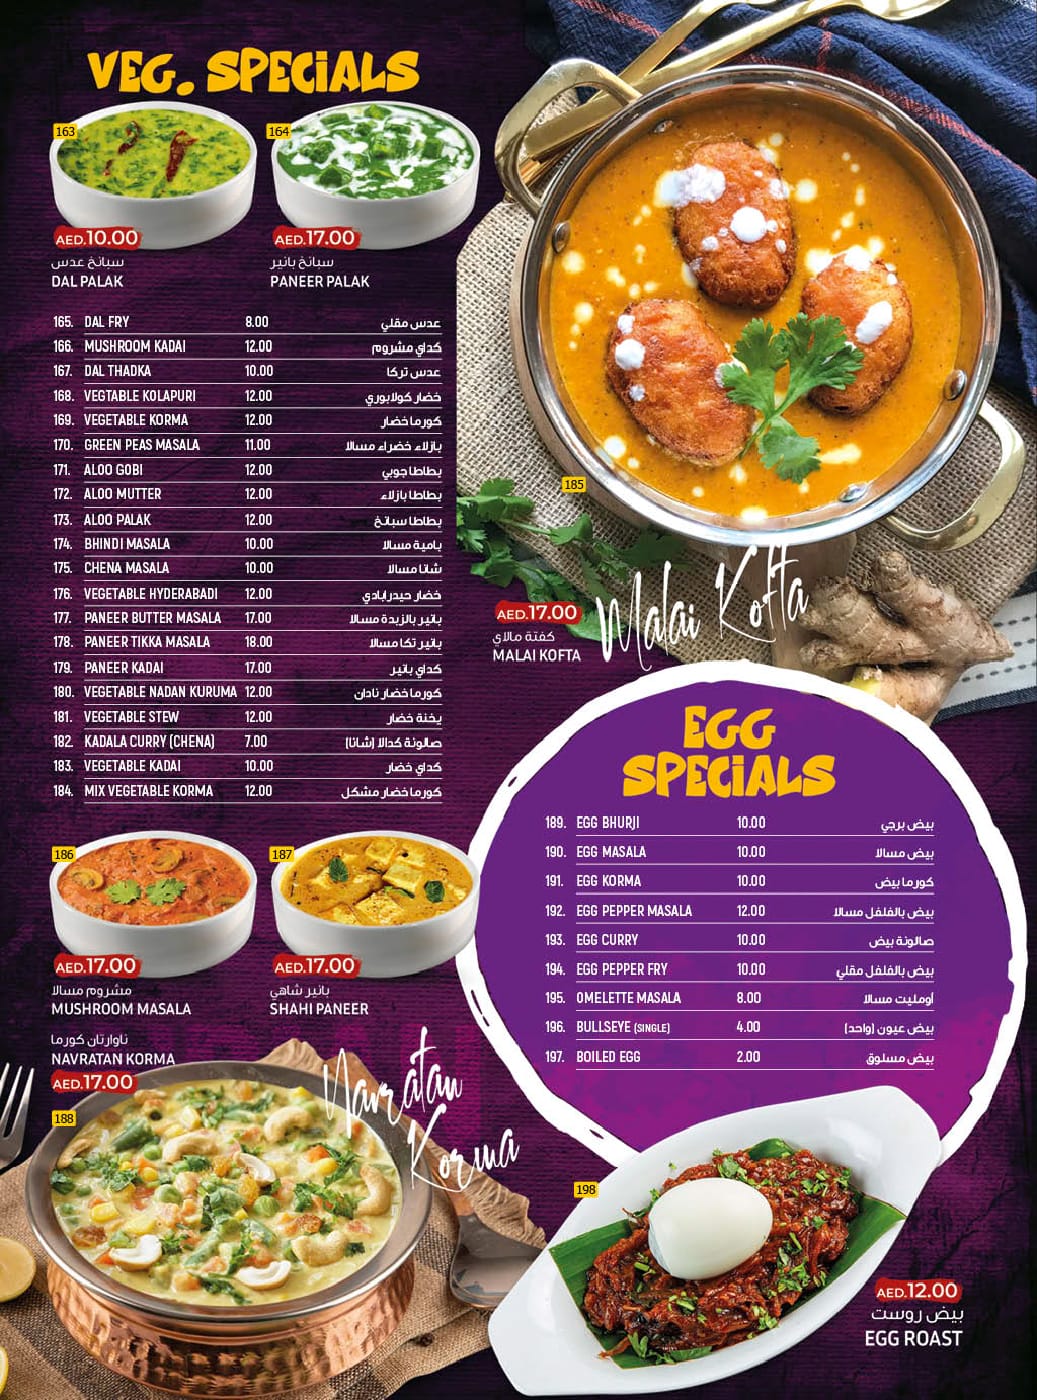 VEG. SPECIALS
163
AED.10.00
سبانخ عدس
DAL PALAK
164
AED.17.00
سبانخ بانير
PANEER PALAK
165. DAL FRY 8.00 عدس مقلي
166. MUSHROOM KADAI 12.00 كداي مشروم
167. DAL THADKA 10.00 عدس تركا
168. VEGTABLE KOLAPURI 12.00 خضار كولابوري
169. VEGETABLE KORMA 12.00 كورما خضار
170. GREEN PEAS MASALA 11.00 بازلاء خضراء مسالا
171. ALOO GOBI 12.00 بطاطا جوبي
172. ALOO MUTTER 12.00 بطاطا بازلاء
173. ALOO PALAK 12.00 بطاطا سبانخ
174. BHINDI MASALA 10.00 بامية مسالا
175. CHENA MASALA 10.00 شانا مسالا
176. VEGETABLE HYDERABADI 12.00 خضار حيدرابادي
177. PANEER BUTTER MASALA 17.00 بانير بالزبدة مسالا
178. PANEER TIKKA MASALA 18.00 بانير تكا مسالا
179. PANEER KADAI 17.00 كداي بانير
180. VEGETABLE NADAN KURUMA 12.00 كورما خضار نادان
181. VEGETABLE STEW 12.00 يخنة خضار
182. KADALA CURRY (CHENA) 7.00 صالونة كدالا (شانا)
183. VEGETABLE KADAI 10.00 كداي خضار
184. MIX VEGETABLE KORMA 12.00 كورما خضار مشكل
185
Malai Kofta
AED.17.00
كفتة مالاي
MALAI KOFTA
186
AED.17.00
مشروم مسالا
MUSHROOM MASALA
187
AED.17.00
بانير شاهي
SHAHI PANEER
ناوارتان كورما
NAVRATAN KORMA
AED.17.00
188
Navratan
Korma
EGG
SPECIALS
189. EGG BHURJI 10.00 بيض برجي
190. EGG MASALA 10.00 بيض مسالا
191. EGG KORMA 10.00 كورما بيض
192. EGG PEPPER MASALA 12.00 بيض بالفلفل مسالا
193. EGG CURRY 10.00 صالونة بيض
194. EGG PEPPER FRY 10.00 بيض بالفلفل مقلي
195. OMELETTE MASALA 8.00 اومليت مسالا
196. BULLSEYE (SINGLE) 4.00 بيض عيون (واحد)
197. BOILED EGG 2.00 بيض مسلوق
198
AED.12.00
بيض روست
EGG ROAST